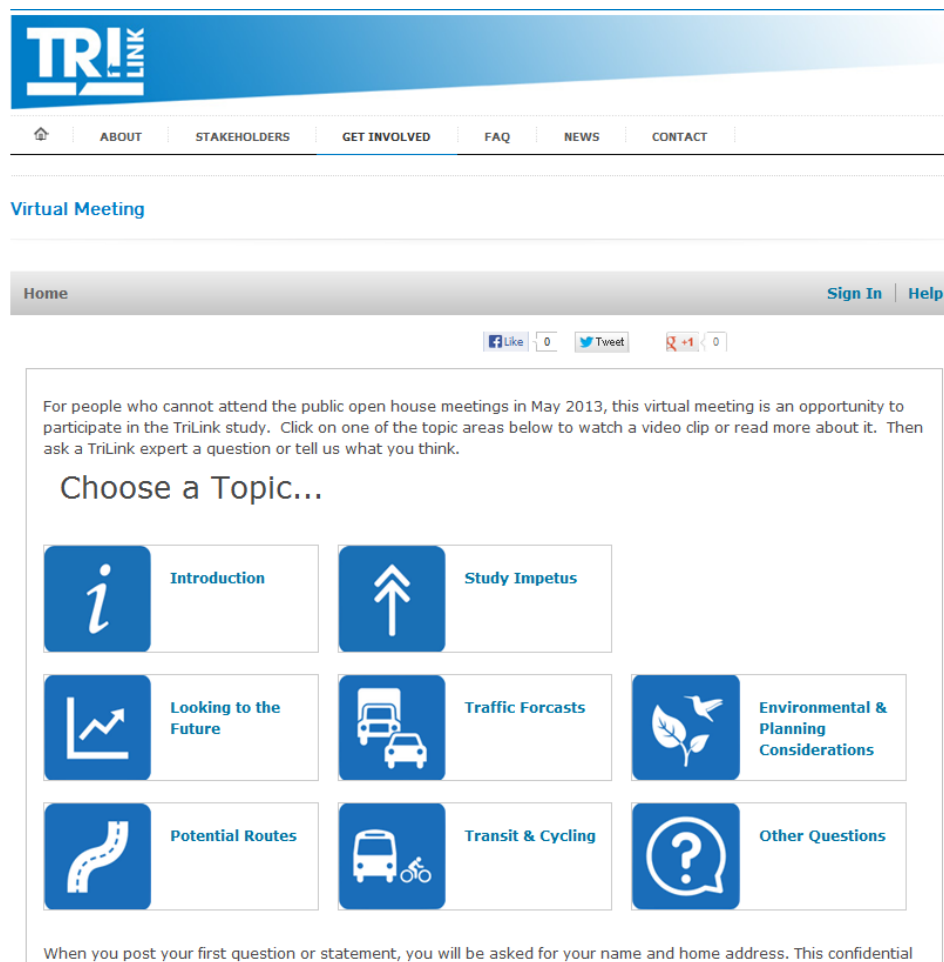 TRI LINK
ABOUT STAKEHOLDERS GET INVOLVED FAQ NEWS CONTACT
Virtual Meeting
Home Sign In Help
Like 0 Tweet +1 0
For people who cannot attend the public open house meetings in May 2013, this virtual meeting is an opportunity to
participate in the TriLink study. Click on one of the topic areas below to watch a video clip or read more about it. Then
ask a TriLink expert a question or tell us what you think.
Choose a Topic...
Introduction
Study Impetus
Looking to the
Future
Traffic Forcasts
Environmental &
Planning
Considerations
Potential Routes
Transit & Cycling
Other Questions
When you post your first question or statement, you will be asked for your name and home address. This confidential